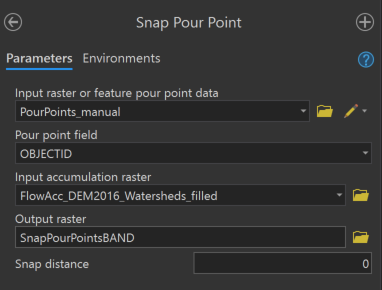 Snap Pour Point
Parameters Environments
Input raster or feature pour point data
PourPoints_manual
Pour point field
OBJECTID
Input accumulation raster
FlowAcc_DEM2016_Watersheds_filled
Output raster
SnapPourPointsBAND
Snap distance 0